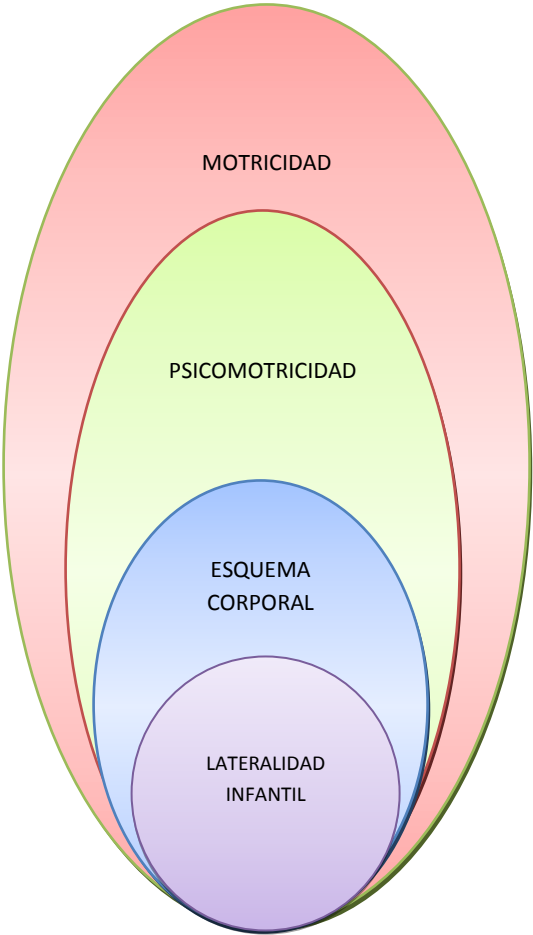 MOTRICIDAD
PSICOMOTRICIDAD
ESQUEMA
CORPORAL
LATERALIDAD
INFANTIL